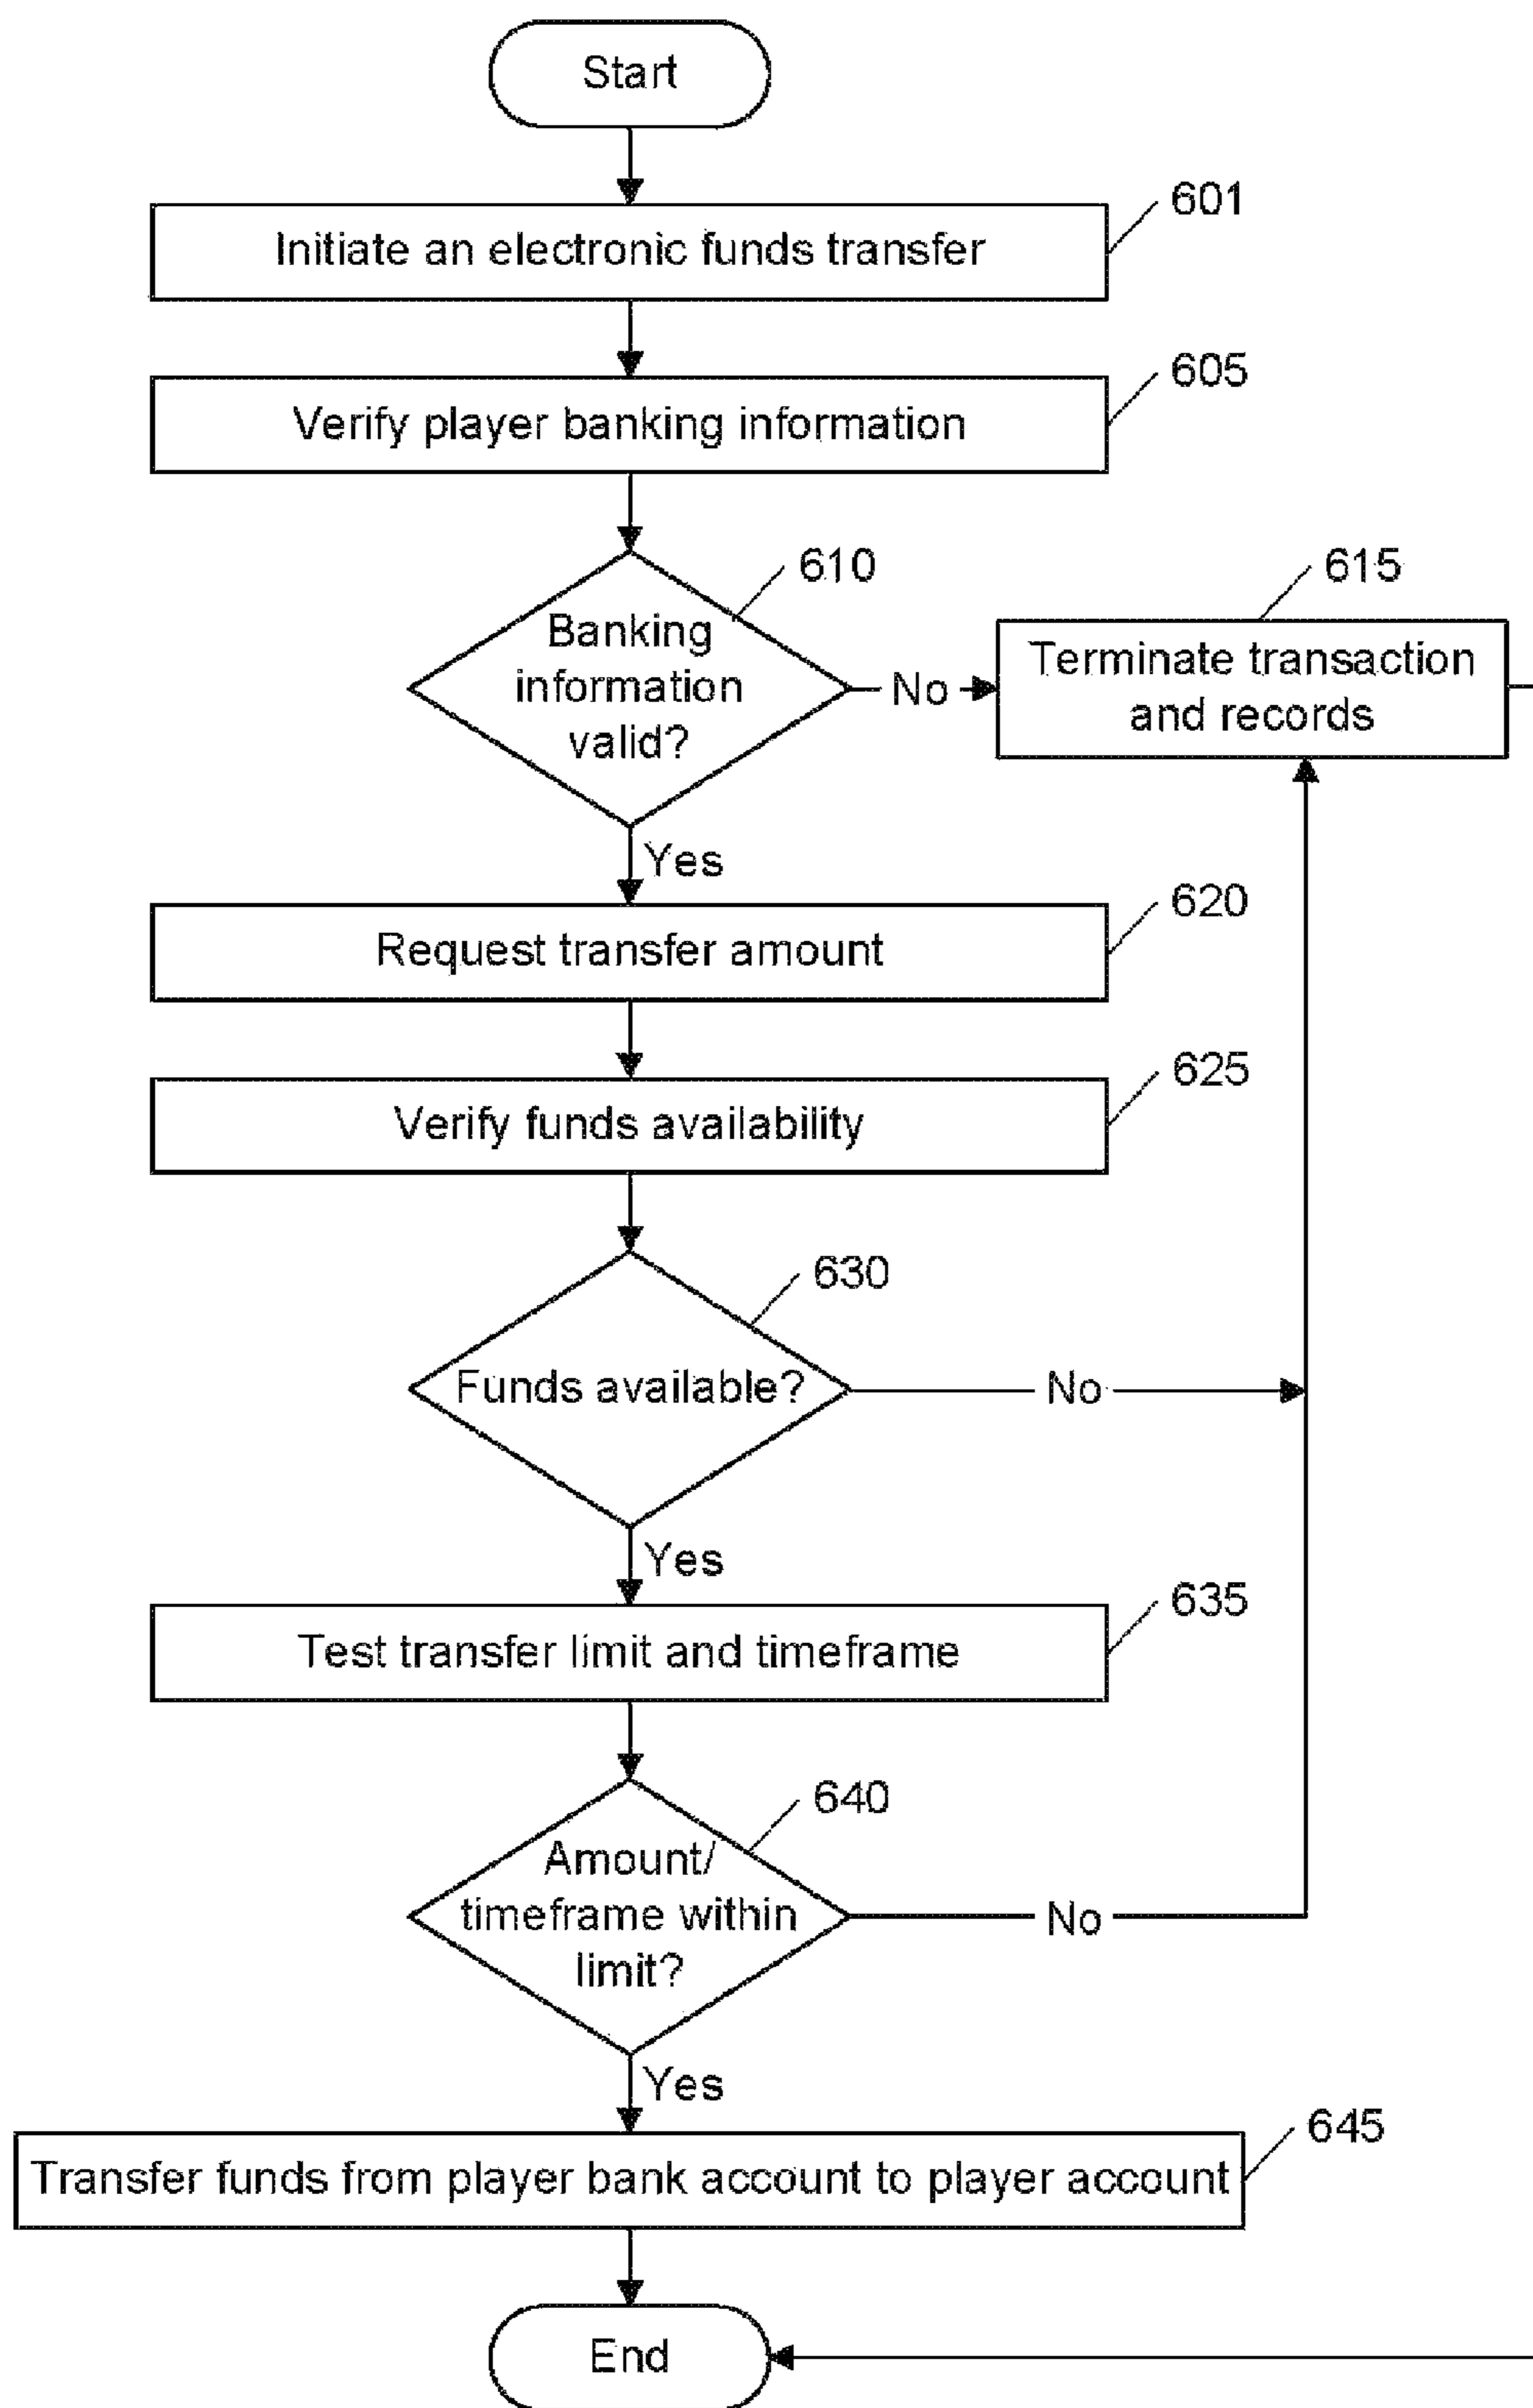 Start
601
Initiate an electronic funds transfer
605
Verify player banking information
610
Banking
information
valid?
No
615
Terminate transaction
and records
Yes
620
Request transfer amount
625
Verify funds availability
630
Funds available?
No
Yes
635
Test transfer limit and timeframe
640
Amount/
timeframe within
limit?
No
Yes
645
Transfer funds from player bank account to player account
End